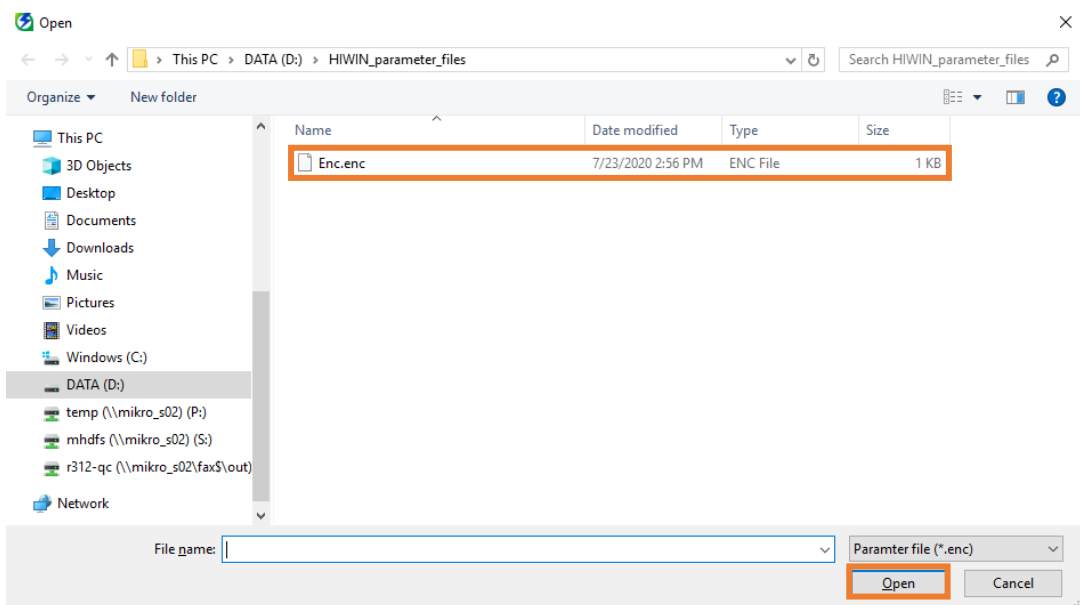 Open
This PC > DATA (D:) > HIWIN_parameter_files
Search HIWIN_parameter_files
Organize
New folder
?
This PC
3D Objects
Desktop
Documents
Downloads
Music
Pictures
Videos
Windows (C:)
DATA (D:)
temp (\\mikro_s02) (P:)
mhdfs (\\mikro_s02) (S:)
r312-qc (\\mikro_s02\fax$\out)
Network
Name Date modified Type Size
Enc.enc 7/23/2020 2:56 PM ENC File 1 KB
File name:
Paramter file (*.enc)
Open
Cancel